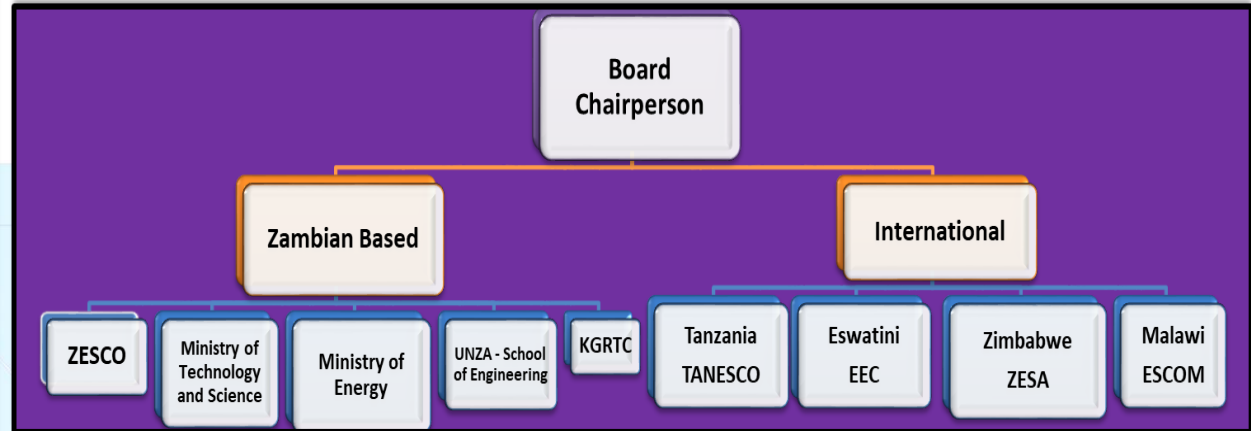 Board
Chairperson
Zambian Based
International
ZESCO
Ministry of
Technology
and Science
Ministry of
Energy
UNZA - School
of Engineering
KGRTC
Tanzania
TANESCO
Eswatini
EEC
Zimbabwe
ZESA
Malawi
ESCOM